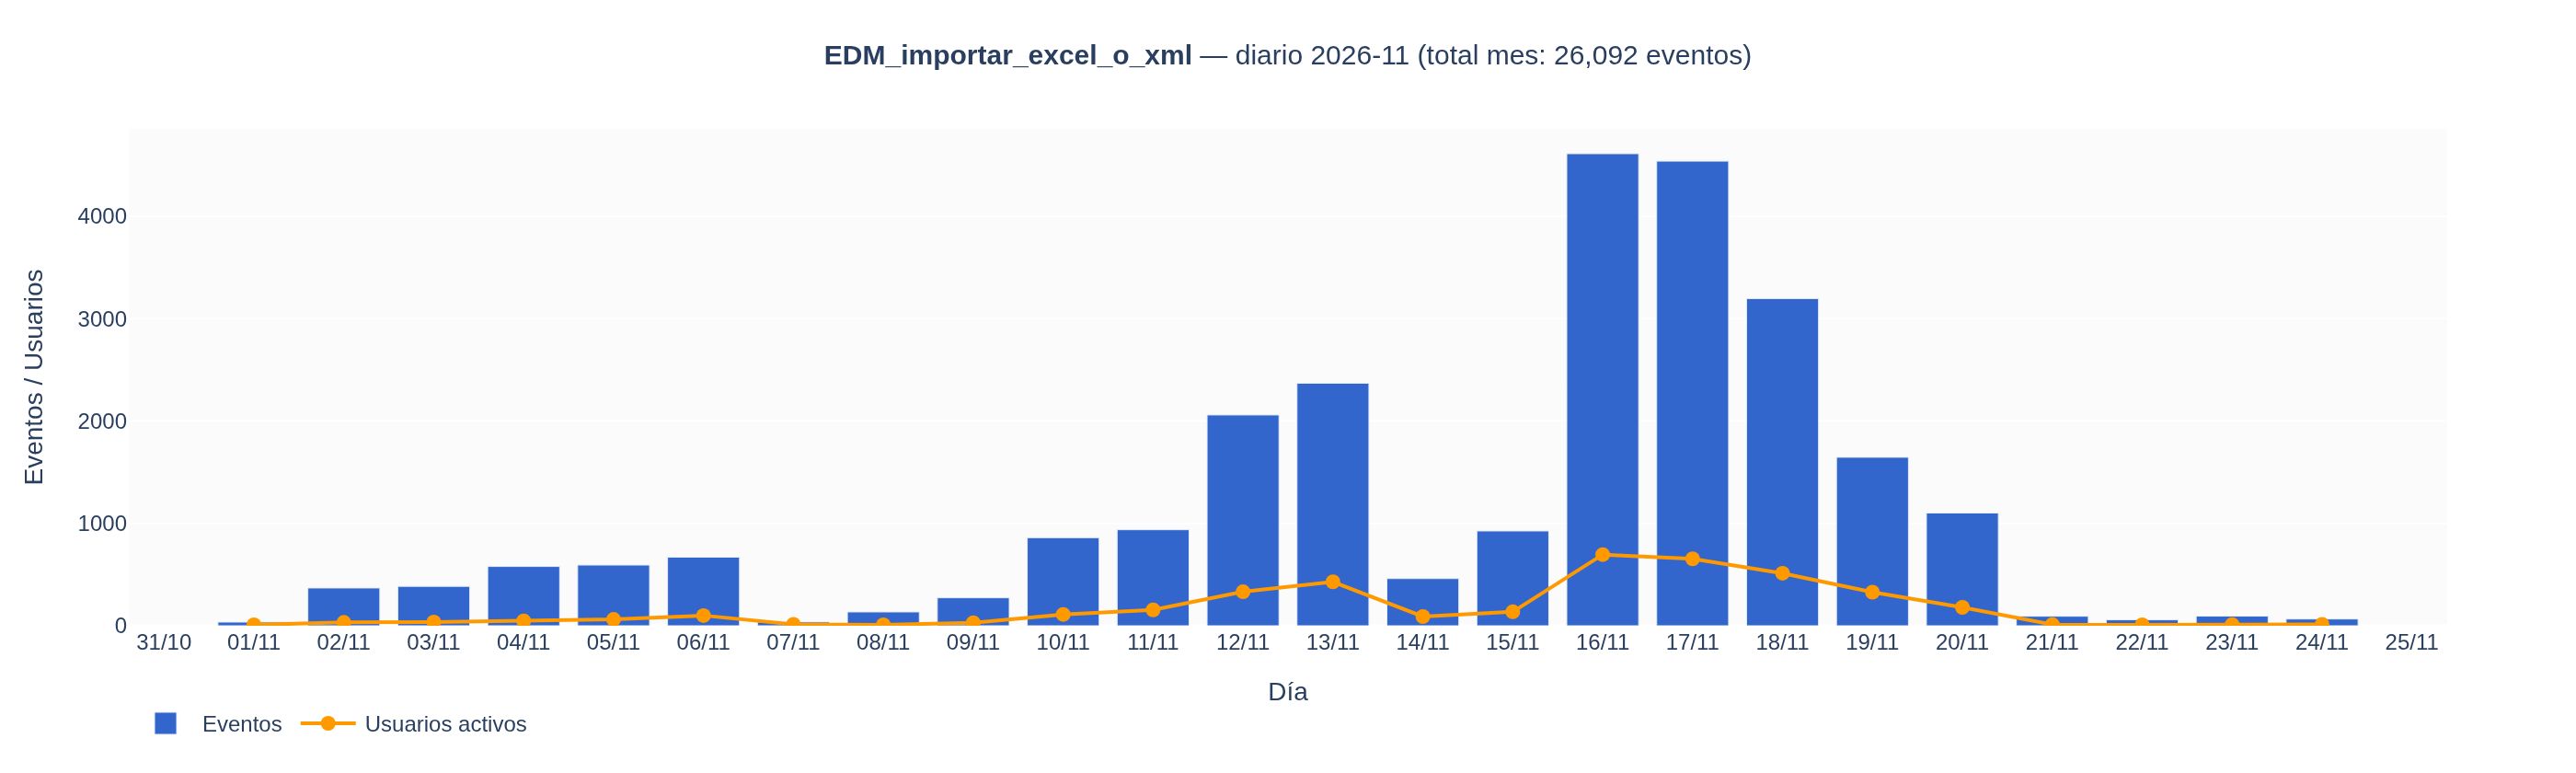 EDM_importar_excel_o_xml — diario 2026-11 (total mes: 26,092 eventos)
Eventos / Usuarios
4000
3000
2000
1000
0
31/10 01/11 02/11 03/11 04/11 05/11 06/11 07/11 08/11 09/11 10/11 11/11 12/11 13/11 14/11 15/11 16/11 17/11 18/11 19/11 20/11 21/11 22/11 23/11 24/11 25/11
Día
Eventos Usuarios activos